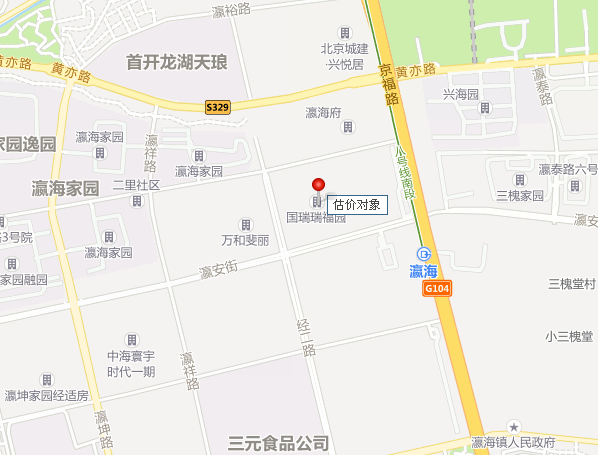 瀛裕路
首开龙湖天琅
北京城建
·兴悦居
黄亦路
黄亦路
京福路
黄亦路
瀛泰路
兴海园
S329
瀛海府
瀛海家园
瀛祥路
家园逸园
瀛海家园
八号线南段
瀛泰路六号
瀛海家园
二里社区
三槐家园
估价对象
国瑞瑞福园
瀛安
路3号院
瀛海家园
万和斐丽
瀛安街
瀛海
家园融园
G104
三槐堂村
经二路
小三槐堂
中海寰宇
时代一期
瀛祥路
瀛坤家园经适房
瀛坤路
三元食品公司
瀛海镇人民政府